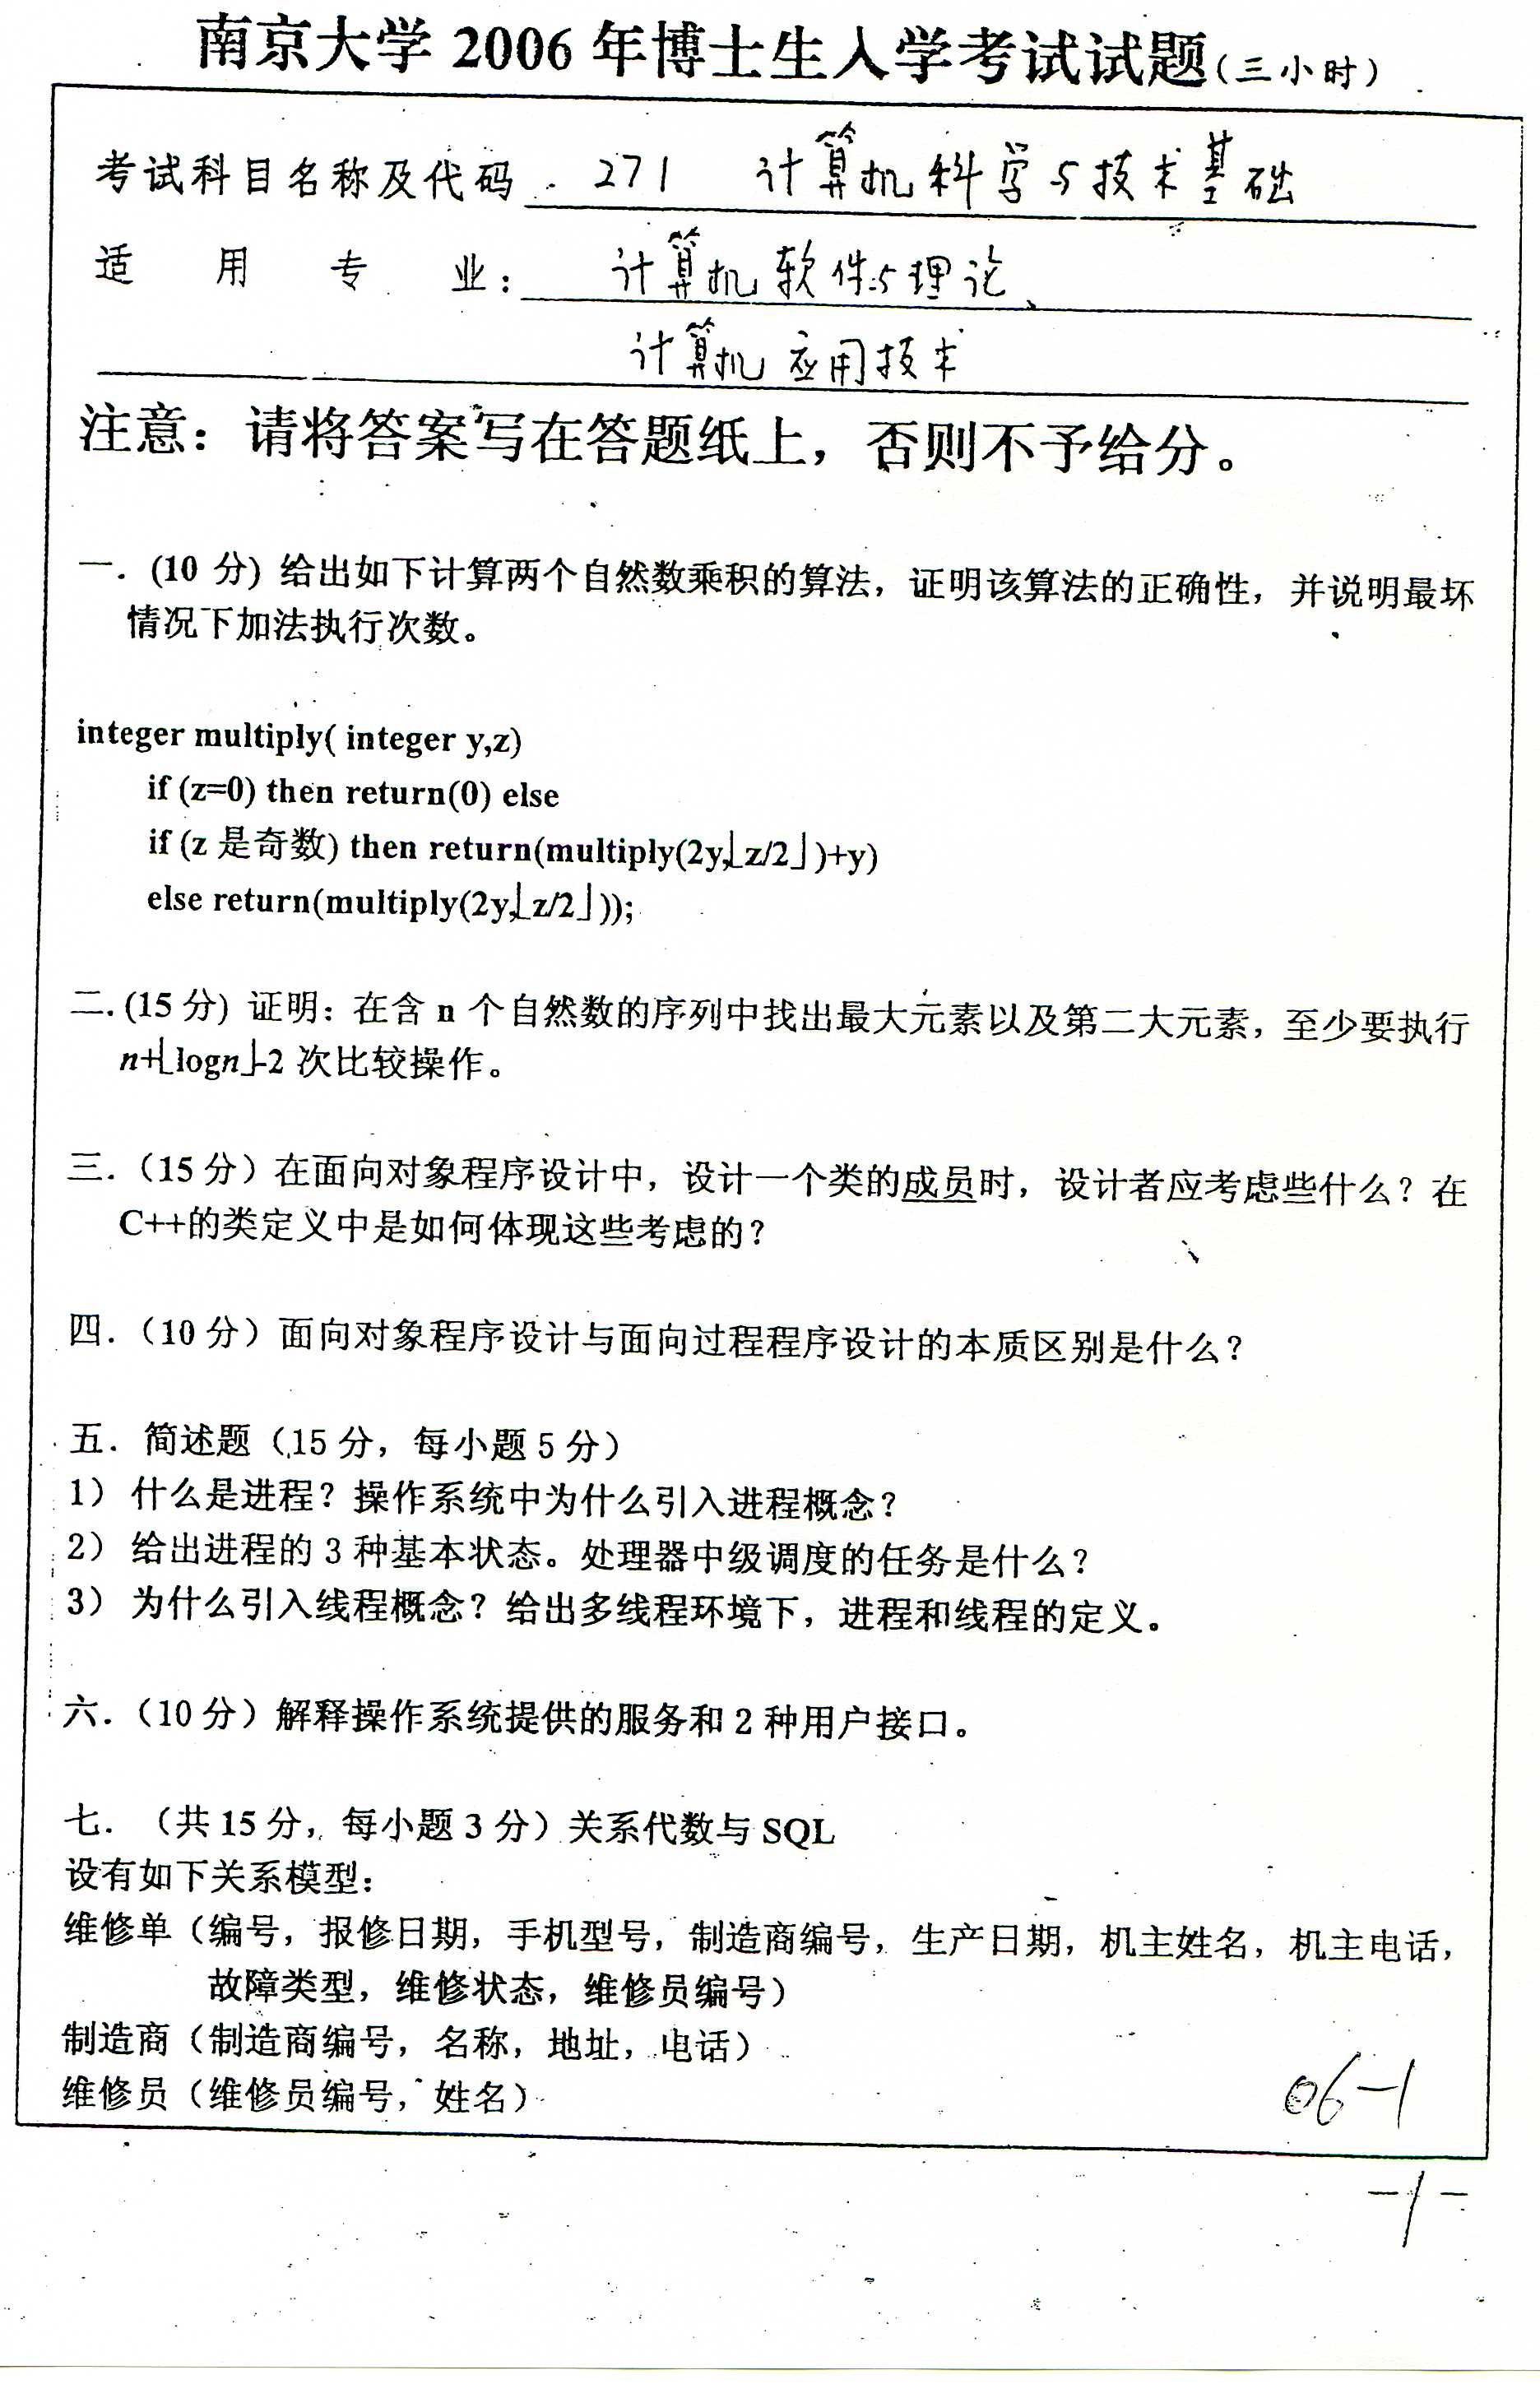 南京大学 2006 年博士生入学考试试题(三小时)
考试科目名称及代码 271 计算机科学与技术基础
适 用 专 业: 计算机软件与理论、
计算机应用技术
注意: 请将答案写在答题纸上, 否则不予给分。
一. (10 分) 给出如下计算两个自然数乘积的算法, 证明该算法的正确性, 并说明最坏
情况下加法执行次数。
integer multiply( integer y,z)
if (z=0) then return(0) else
if (z 是奇数) then return(multiply(2y,⌊z/2⌋)+y)
else return(multiply(2y,⌊z/2⌋));
二. (15 分) 证明: 在含 n 个自然数的序列中找出最大元素以及第二大元素, 至少要执行
n+⌊logn⌋-2 次比较操作。
三. (15 分) 在面向对象程序设计中, 设计一个类的成员时, 设计者应考虑些什么? 在
C++的类定义中是如何体现这些考虑的?
四. (10 分) 面向对象程序设计与面向过程程序设计的本质区别是什么?
五. 简述题 (15 分, 每小题 5 分)
1) 什么是进程? 操作系统中为什么引入进程概念?
2) 给出进程的 3 种基本状态。处理器中级调度的任务是什么?
3) 为什么引入线程概念? 给出多线程环境下, 进程和线程的定义。
六. (10 分) 解释操作系统提供的服务和 2 种用户接口。
七. (共 15 分, 每小题 3 分) 关系代数与 SQL
设有如下关系模型:
维修单 (编号, 报修日期, 手机型号, 制造商编号, 生产日期, 机主姓名, 机主电话,
故障类型, 维修状态, 维修员编号)
制造商 (制造商编号, 名称, 地址, 电话)
维修员 (维修员编号, 姓名)
06-1
-1-